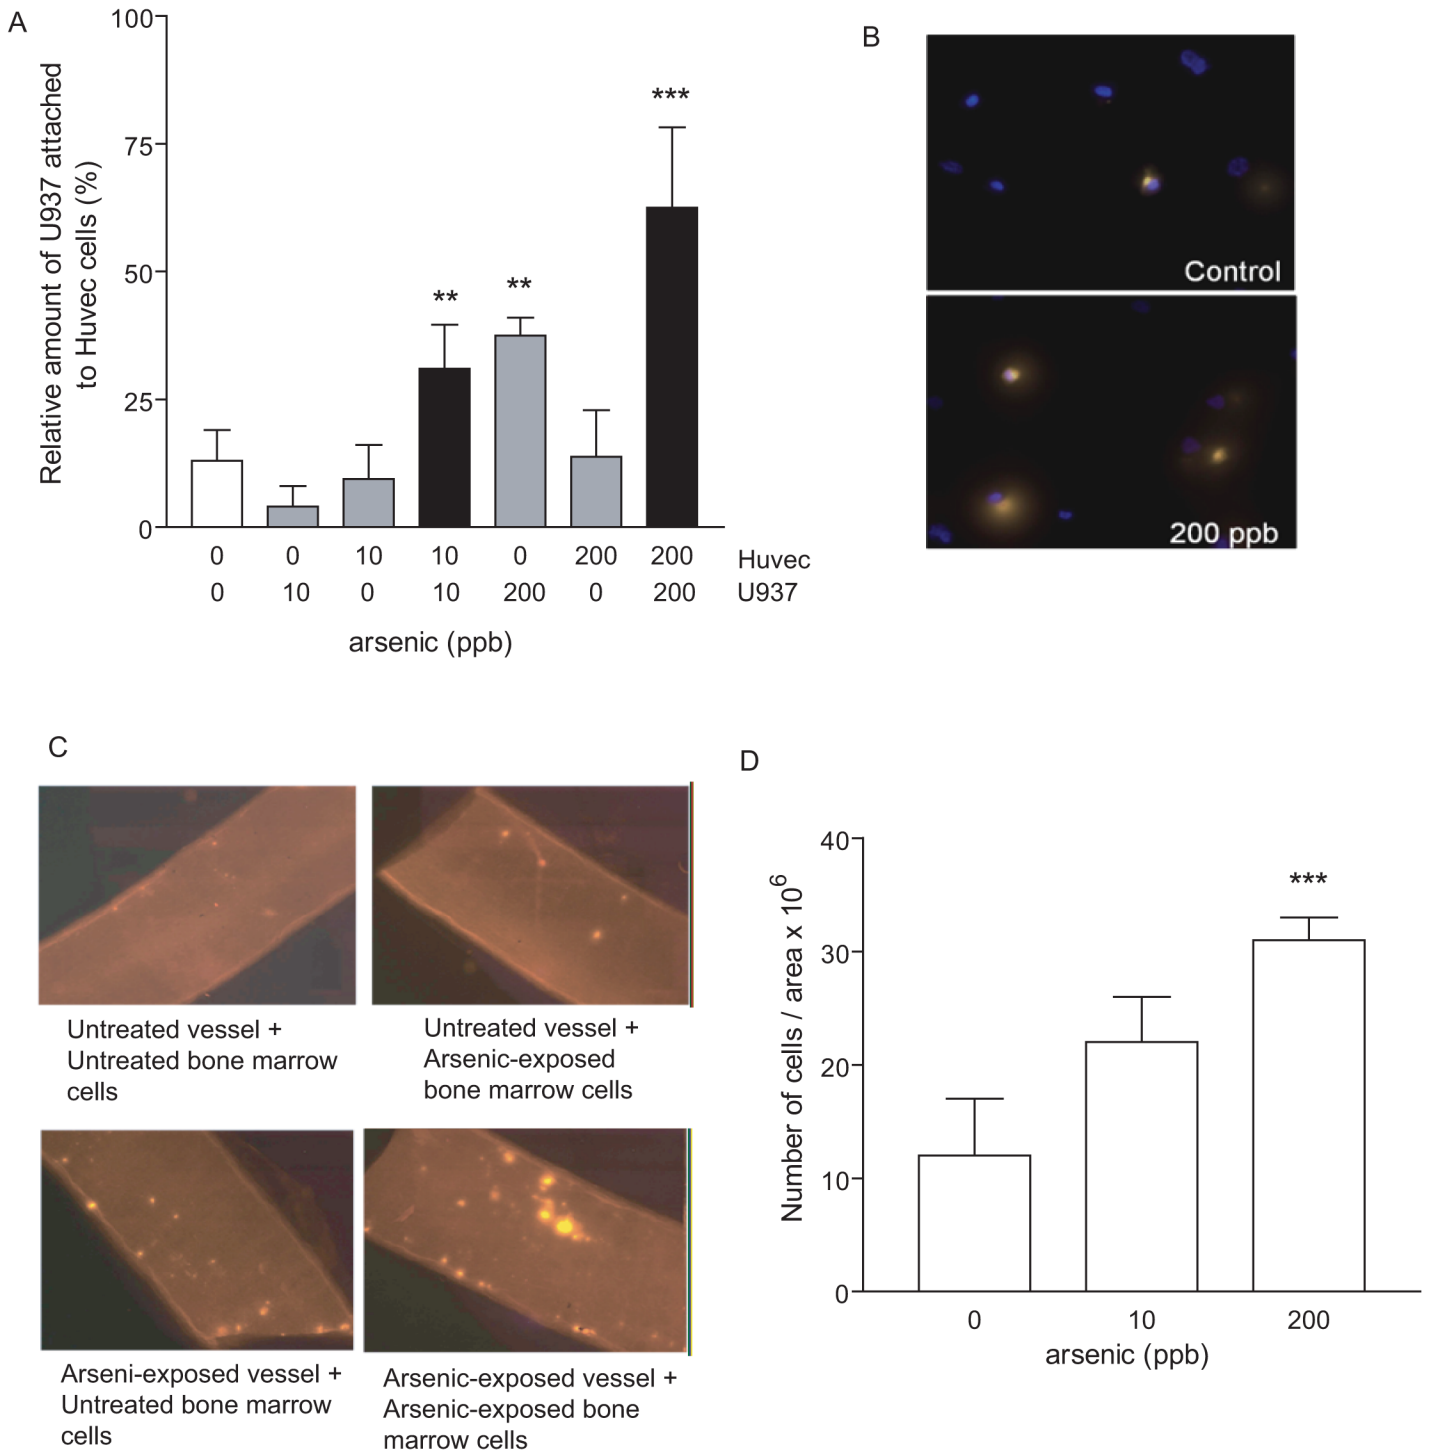 A
100
75
50
25
0
Relative amount of U937 attached
to Huvec cells (%)
** ** ***
0 0 10 10 0 200 200 Huvec
0 10 0 10 200 0 200 U937
arsenic (ppb)
B
Control
200 ppb
C
Untreated vessel +
Untreated bone marrow
cells
Untreated vessel +
Arsenic-exposed
bone marrow cells
Arseni-exposed vessel +
Untreated bone marrow
cells
Arsenic-exposed vessel +
Arsenic-exposed bone
marrow cells
D
40
30
20
10
0
Number of cells / area x 10⁶
***
0 10 200
arsenic (ppb)